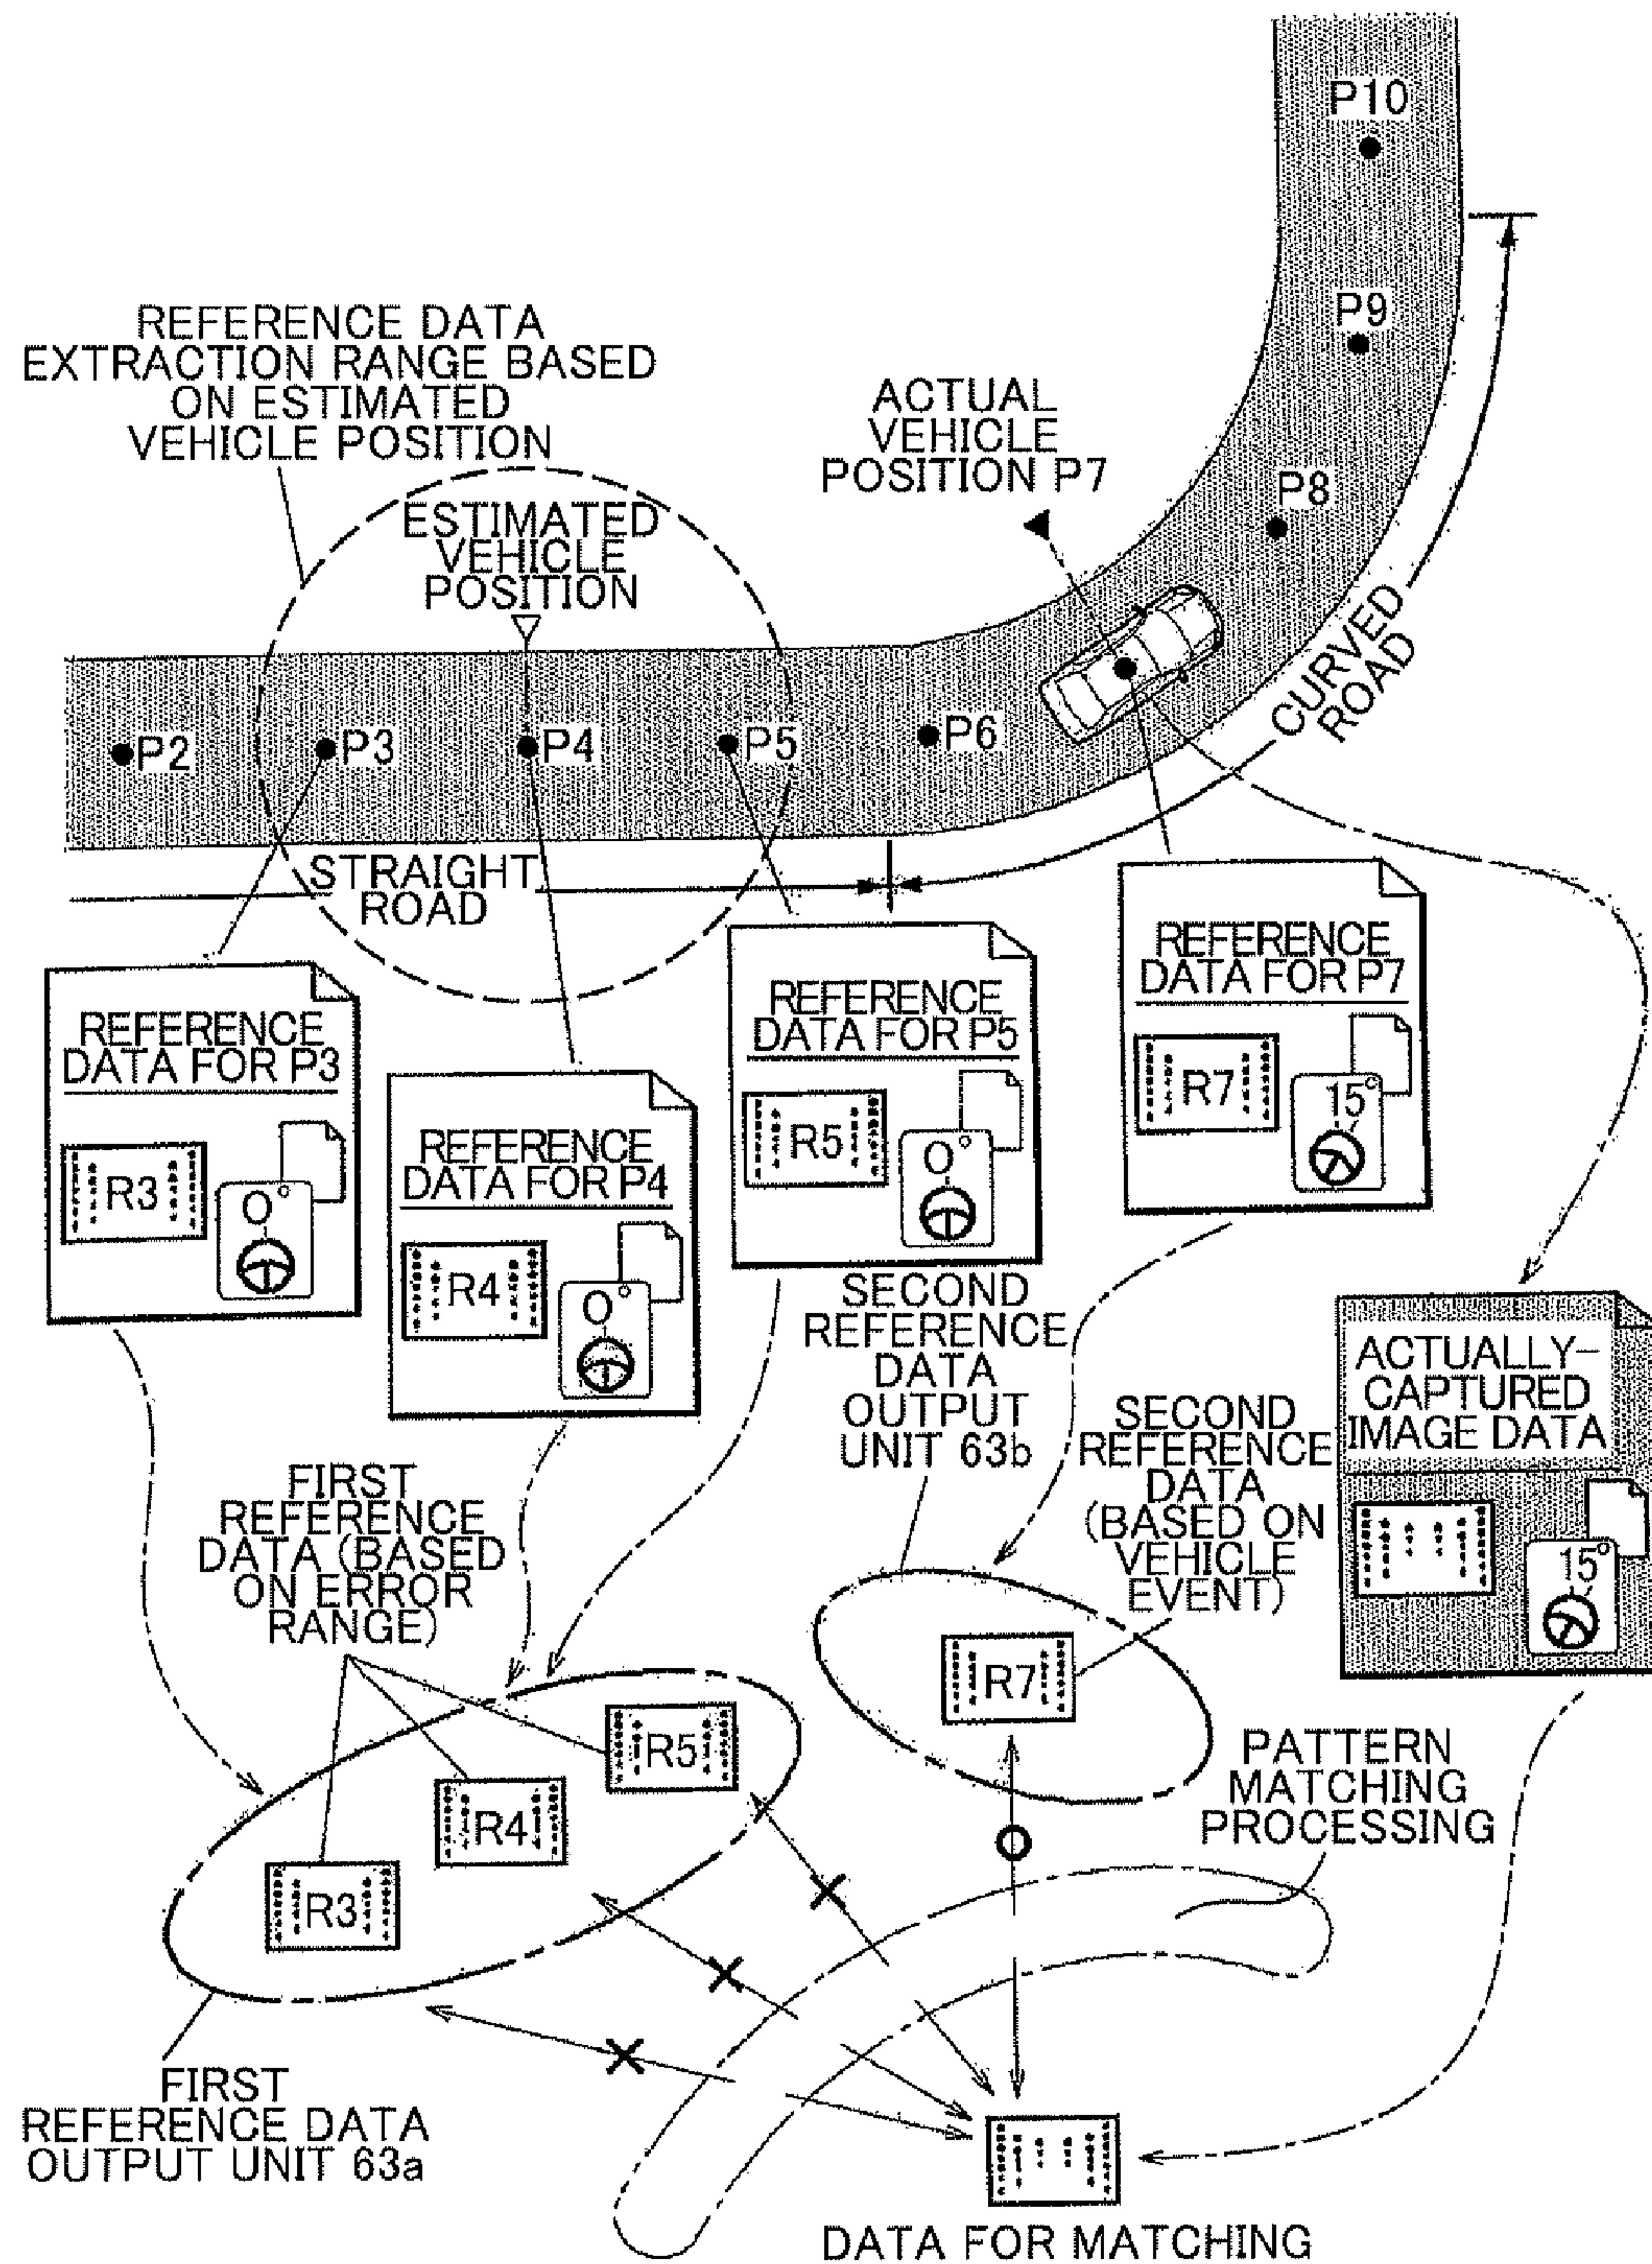 P10
P9
REFERENCE DATA
EXTRACTION RANGE BASED
ON ESTIMATED
VEHICLE POSITION
ACTUAL
VEHICLE
POSITION P7
P8
ESTIMATED
VEHICLE
POSITION
CURVED
ROAD
P2
P3
P4
P5
P6
STRAIGHT
ROAD
REFERENCE
DATA FOR P3
R3
0°
REFERENCE
DATA FOR P4
R4
0°
REFERENCE
DATA FOR P5
R5
0°
REFERENCE
DATA FOR P7
R7
15°
SECOND
REFERENCE
DATA
OUTPUT
UNIT 63b
ACTUALLY-
CAPTURED
IMAGE DATA
15°
FIRST
REFERENCE
DATA (BASED
ON ERROR
RANGE)
SECOND
REFERENCE
DATA
(BASED ON
VEHICLE
EVENT)
R7
R5
R4
R3
PATTERN
MATCHING
PROCESSING
FIRST
REFERENCE DATA
OUTPUT UNIT 63a
DATA FOR MATCHING